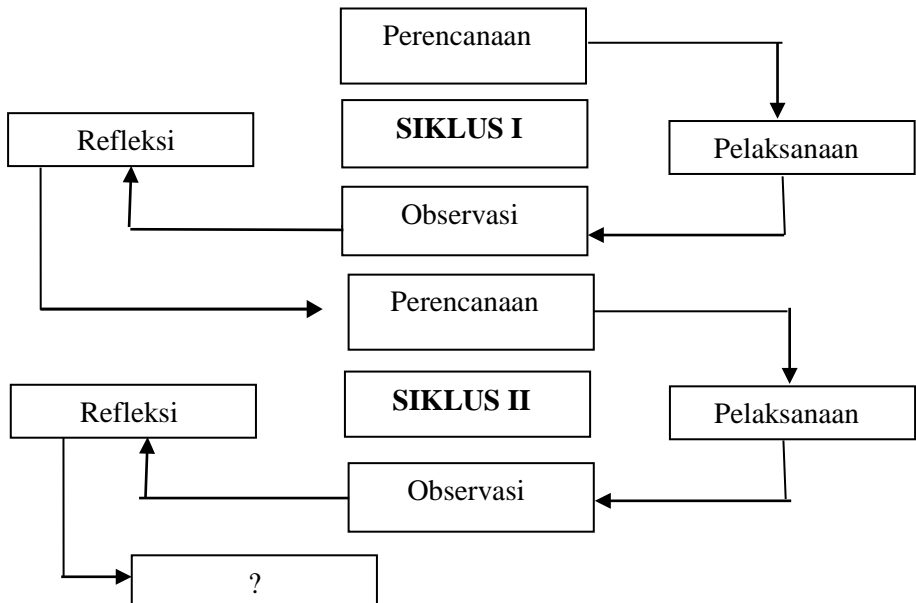 Perencanaan
SIKLUS I
Refleksi
Pelaksanaan
Observasi
Perencanaan
SIKLUS II
Refleksi
Pelaksanaan
Observasi
?